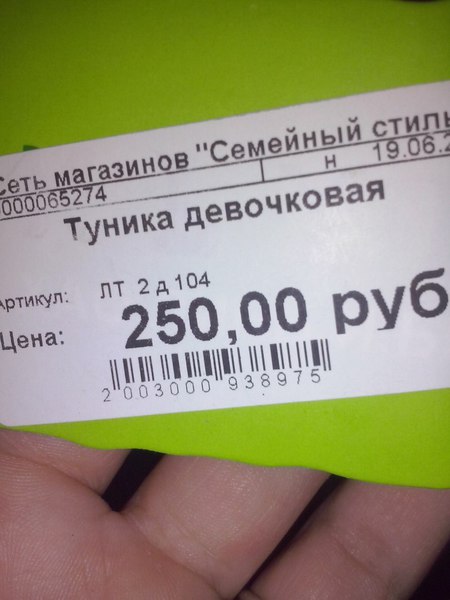 Сеть магазинов "Семейный стиль
000065274 н 19.06.2
Туника девочковая
Артикул: ЛТ 2 д 104
Цена: 250,00 руб
2 003000 938975